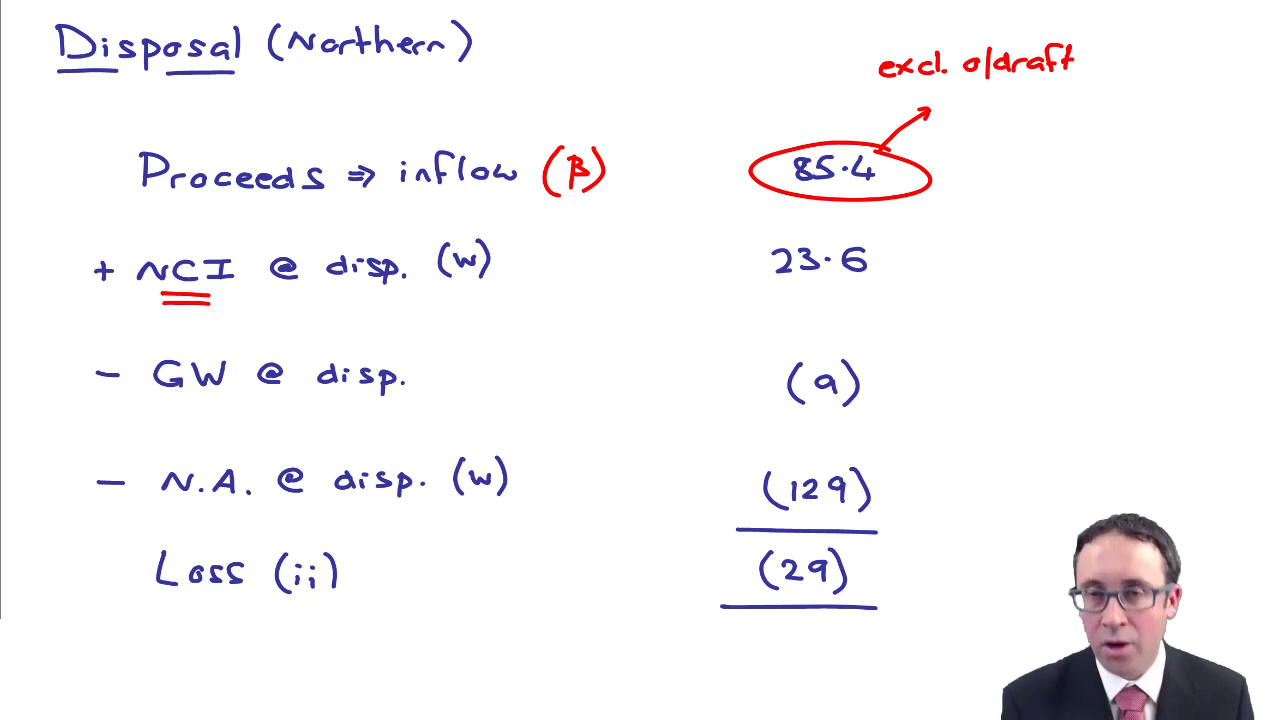 Disposal (Northern)
excl. o/draft
Proceeds ⇒ inflow (β) 85.4
+ NCI @ disp. (W) 23.6
- GW @ disp. (9)
- N.A. @ disp. (W) (129)
Loss (ii) (29)